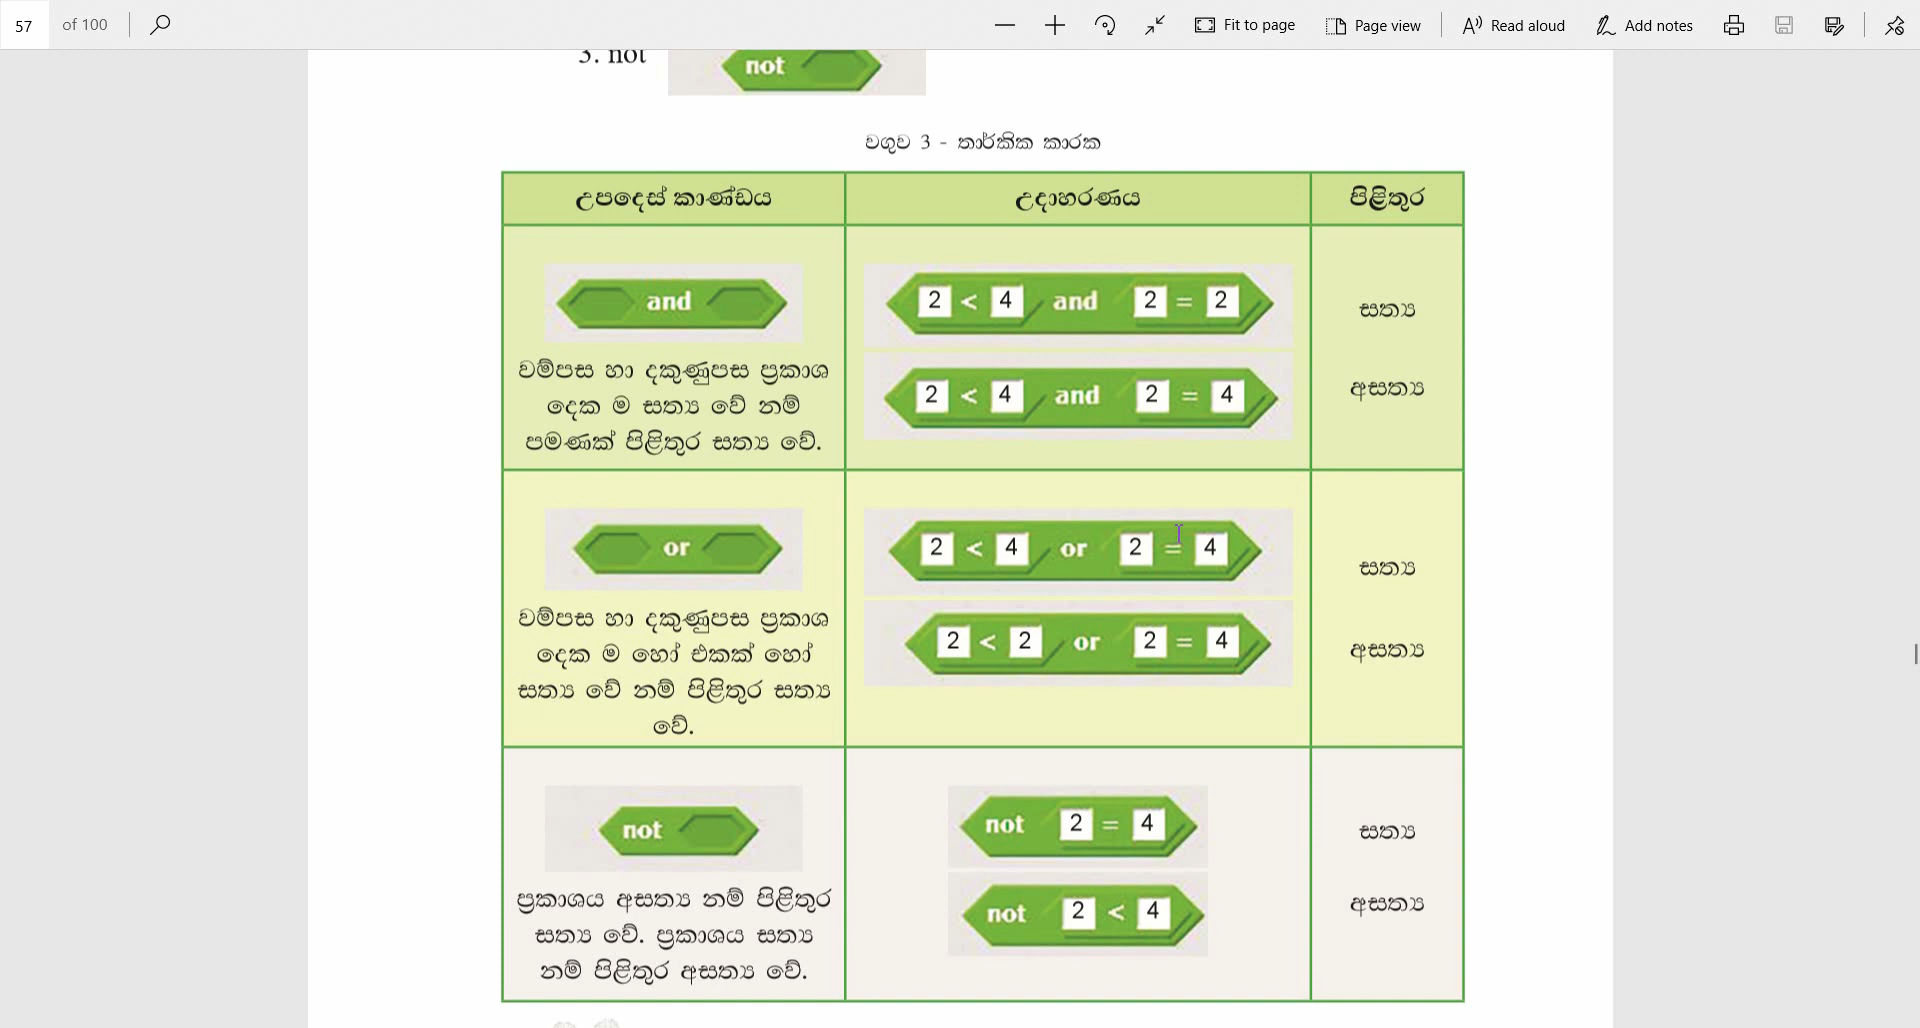 57 of 100 Fit to page Page view Read aloud Add notes
3. not not
වගුව 3 - තාර්කික කාරක
උපදෙස් කාණ්ඩය උදාහරණය පිළිතුර
and
වම්පස හා දකුණුපස ප්‍රකාශ
දෙක ම සත්‍ය වේ නම්
පමණක් පිළිතුර සත්‍ය වේ.
2 < 4 and 2 = 2 සත්‍ය
2 < 4 and 2 = 4 අසත්‍ය
or
වම්පස හා දකුණුපස ප්‍රකාශ
දෙක ම හෝ එකක් හෝ
සත්‍ය වේ නම් පිළිතුර සත්‍ය
වේ.
2 < 4 or 2 = 4 සත්‍ය
2 < 2 or 2 = 4 අසත්‍ය
not
ප්‍රකාශය අසත්‍ය නම් පිළිතුර
සත්‍ය වේ. ප්‍රකාශය සත්‍ය
නම් පිළිතුර අසත්‍ය වේ.
not 2 = 4 සත්‍ය
not 2 < 4 අසත්‍ය